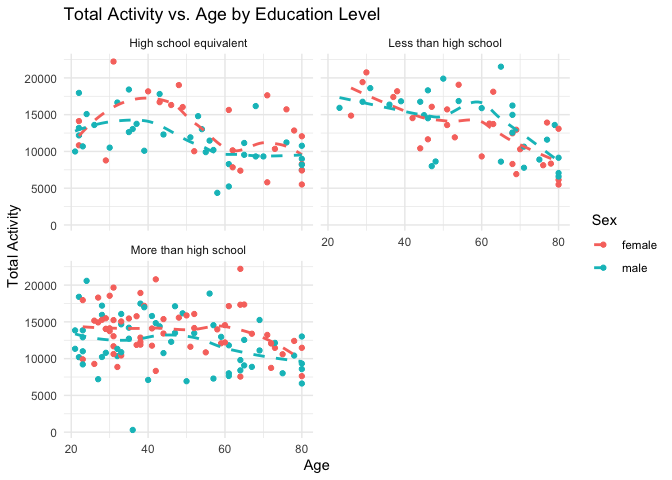 Total Activity vs. Age by Education Level
High school equivalent
Less than high school
20000
15000
10000
5000
0
20 40 60 80
More than high school
20000
15000
10000
5000
0
20 40 60 80
Total Activity
Age
Sex
female
male